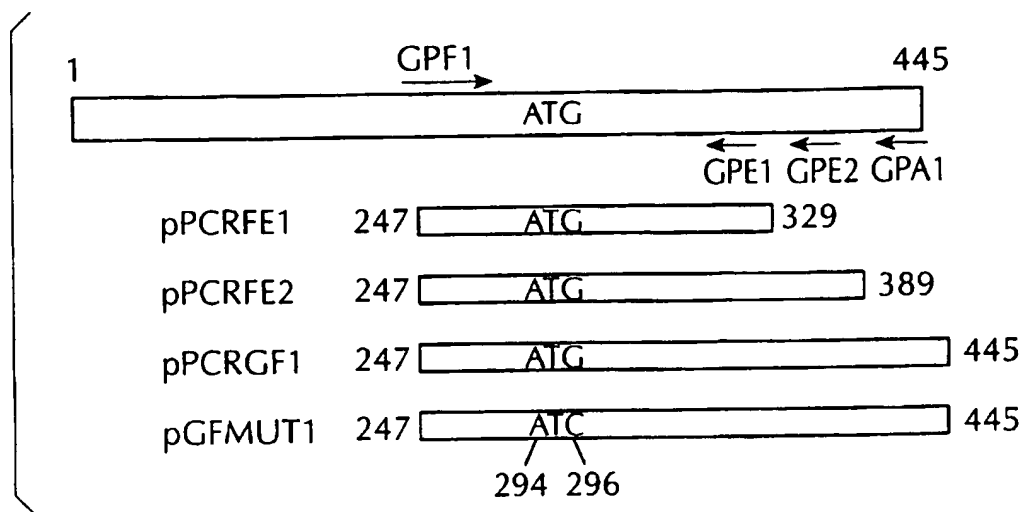 1 GPF1 445
ATG
GPE1 GPE2 GPA1
pPCRFE1 247 ATG 329
pPCRFE2 247 ATG 389
pPCRGF1 247 ATG 445
pGFMUT1 247 ATC 445
294 296